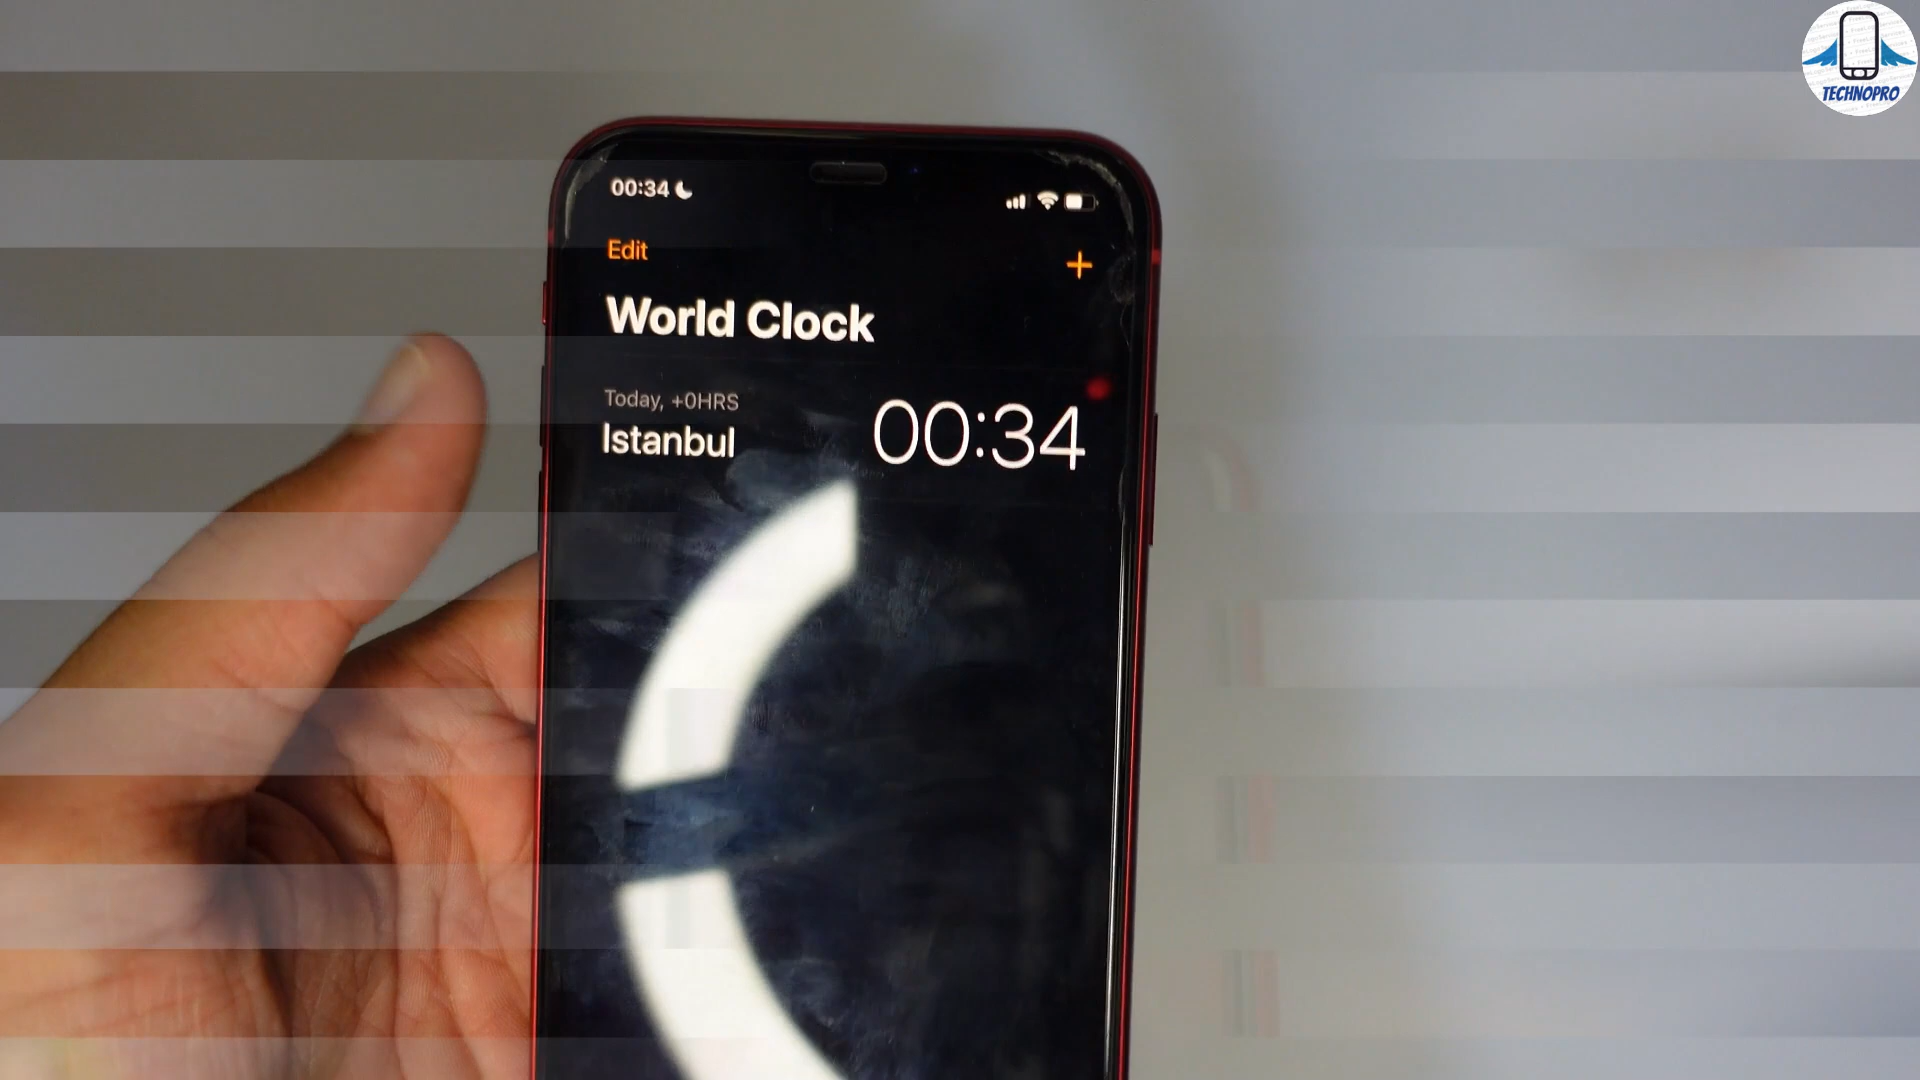 TECHNOPRO
00:34
Edit
+
World Clock
Today, +0HRS
Istanbul
00:34